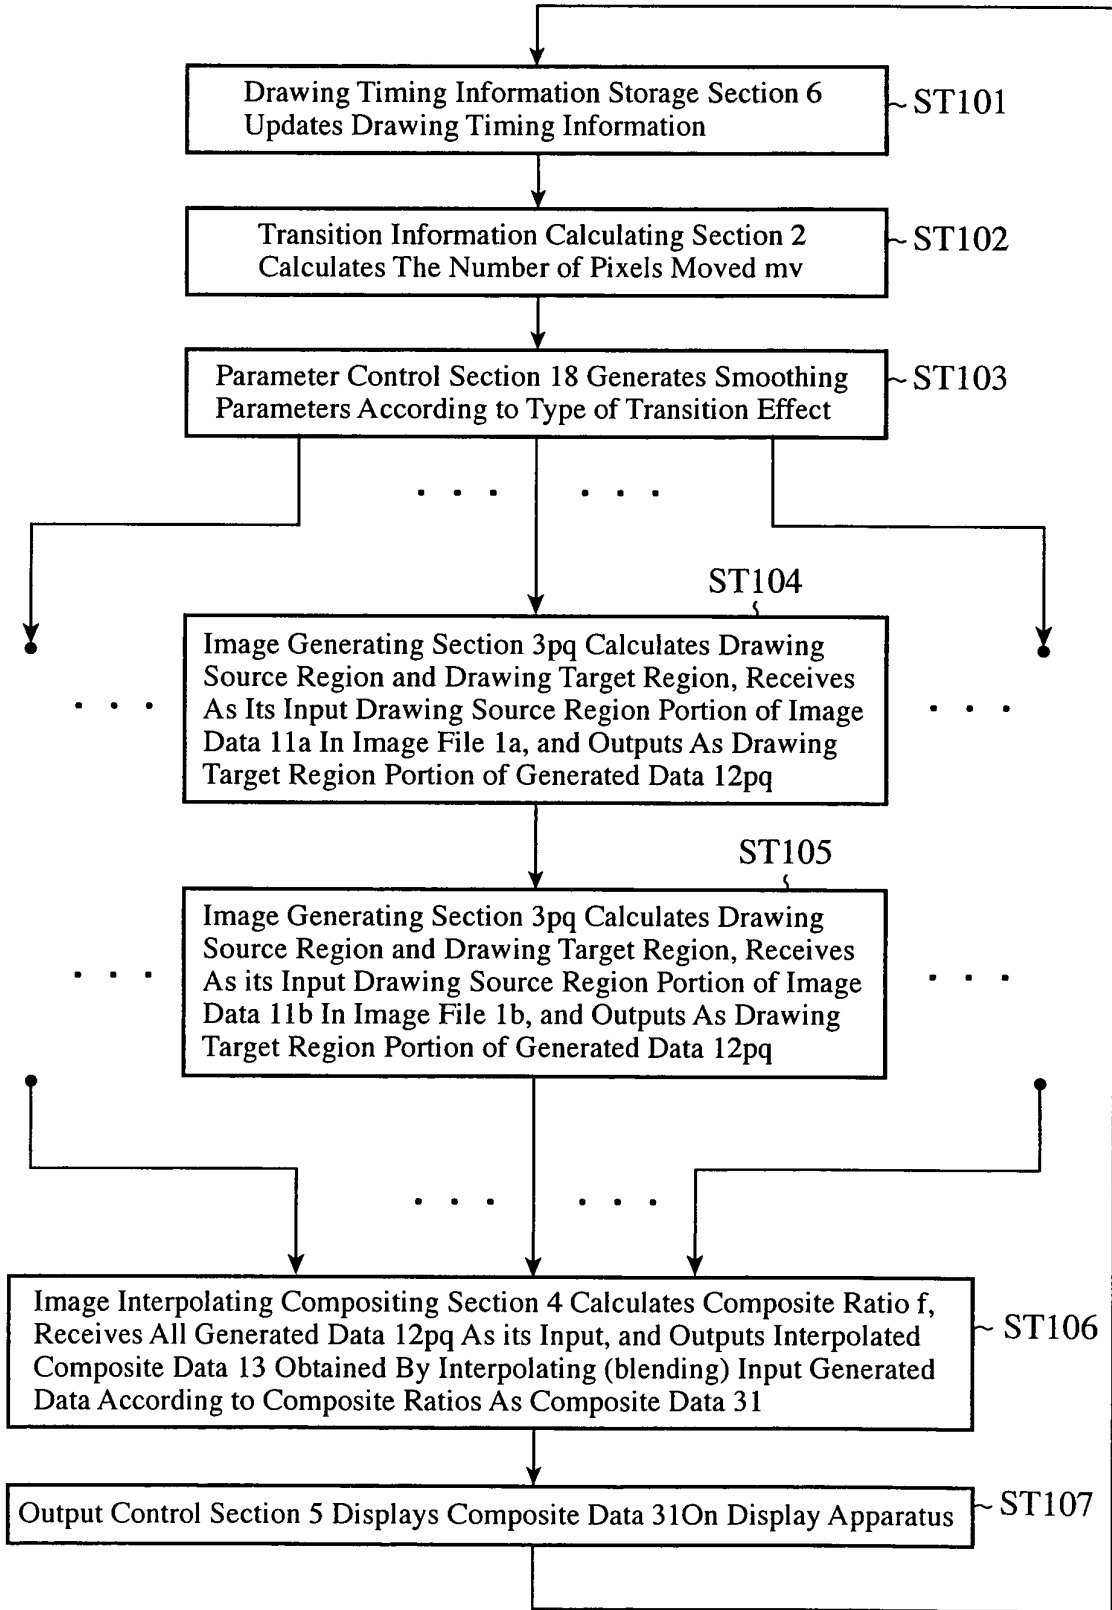 Drawing Timing Information Storage Section 6
Updates Drawing Timing Information
ST101
Transition Information Calculating Section 2
Calculates The Number of Pixels Moved mv
ST102
Parameter Control Section 18 Generates Smoothing
Parameters According to Type of Transition Effect
ST103
ST104
Image Generating Section 3pq Calculates Drawing
Source Region and Drawing Target Region, Receives
As Its Input Drawing Source Region Portion of Image
Data 11a In Image File 1a, and Outputs As Drawing
Target Region Portion of Generated Data 12pq
ST105
Image Generating Section 3pq Calculates Drawing
Source Region and Drawing Target Region, Receives
As its Input Drawing Source Region Portion of Image
Data 11b In Image File 1b, and Outputs As Drawing
Target Region Portion of Generated Data 12pq
Image Interpolating Compositing Section 4 Calculates Composite Ratio f,
Receives All Generated Data 12pq As its Input, and Outputs Interpolated
Composite Data 13 Obtained By Interpolating (blending) Input Generated
Data According to Composite Ratios As Composite Data 31
ST106
Output Control Section 5 Displays Composite Data 31On Display Apparatus
ST107